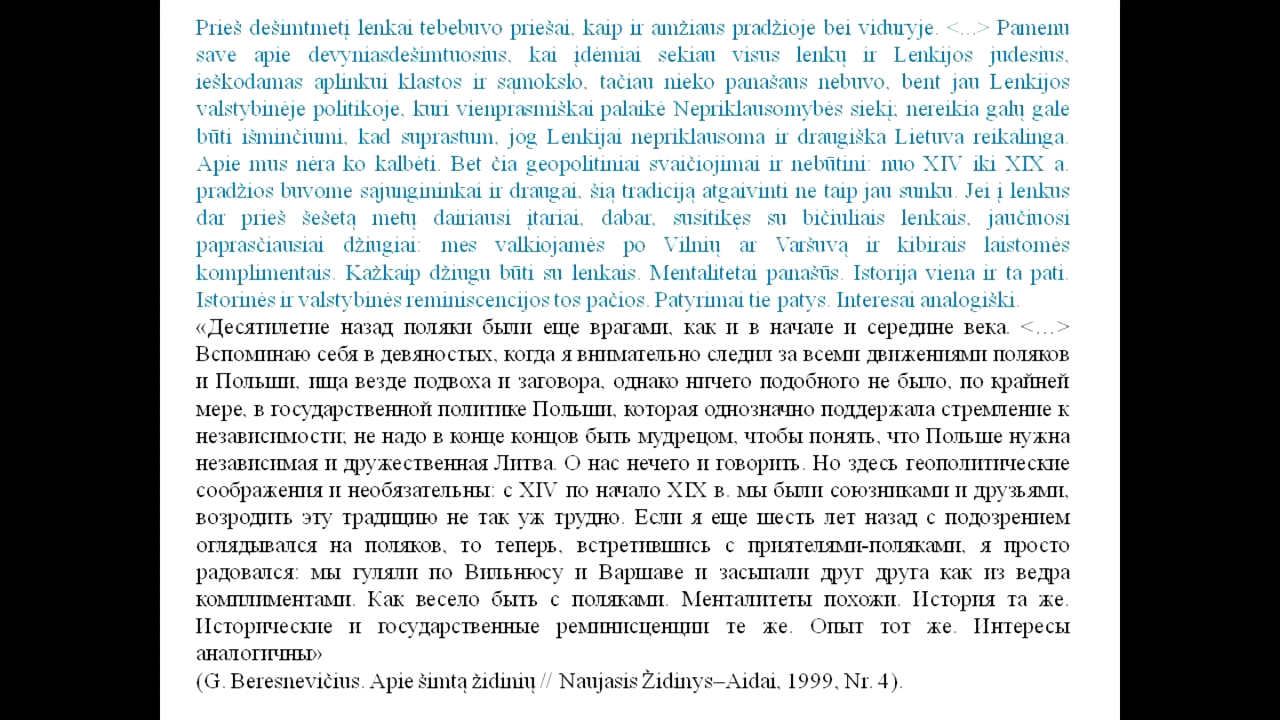 Prieš dešimtmetį lenkai tebebuvo priešai, kaip ir amžiaus pradžioje bei viduryje. <...> Pamenu
save apie devyniasdešimtuosius, kai įdėmiai sekiau visus lenkų ir Lenkijos judesius,
ieškodamas aplinkui klastos ir sąmokslo, tačiau nieko panašaus nebuvo, bent jau Lenkijos
valstybinėje politikoje, kuri vienprasmiškai palaikė Nepriklausomybės siekį; nereikia galų gale
būti išminčiumi, kad suprastum, jog Lenkijai nepriklausoma ir draugiška Lietuva reikalinga.
Apie mus nėra ko kalbėti. Bet čia geopolitiniai svaičiojimai ir nebūtini: nuo XIV iki XIX a.
pradžios buvome sąjungininkai ir draugai, šią tradiciją atgaivinti ne taip jau sunku. Jei į lenkus
dar prieš šešetą metų dairiausi įtariai, dabar, susitikęs su bičiuliais lenkais, jaučiuosi
paprasčiausiai džiugiai: mes valkiojamės po Vilnių ar Varšuvą ir kibirais laistomės
komplimentais. Kažkaip džiugu būti su lenkais. Mentalitetai panašūs. Istorija viena ir ta pati.
Istorinės ir valstybinės reminiscencijos tos pačios. Patyrimai tie patys. Interesai analogiški.
«Десятилетие назад поляки были еще врагами, как и в начале и середине века. <…>
Вспоминаю себя в девяностых, когда я внимательно следил за всеми движениями поляков
и Польши, ища везде подвоха и заговора, однако ничего подобного не было, по крайней
мере, в государственной политике Польши, которая однозначно поддержала стремление к
независимости; не надо в конце концов быть мудрецом, чтобы понять, что Польше нужна
независимая и дружественная Литва. О нас нечего и говорить. Но здесь геополитические
соображения и необязательны: с XIV по начало XIX в. мы были союзниками и друзьями,
возродить эту традицию не так уж трудно. Если я еще шесть лет назад с подозрением
оглядывался на поляков, то теперь, встретившись с приятелями-поляками, я просто
радовался: мы гуляли по Вильнюсу и Варшаве и засыпали друг друга как из ведра
комплиментами. Как весело быть с поляками. Менталитеты похожи. История та же.
Исторические и государственные реминисценции те же. Опыт тот же. Интересы
аналогичны»
(G. Beresnevičius. Apie šimtą židinių // Naujasis Židinys–Aidai, 1999, Nr. 4).